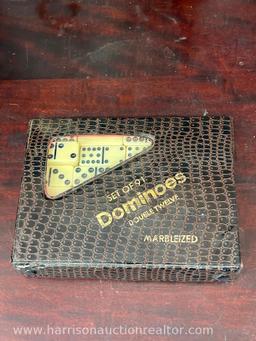 SET OF 91
Dominoes
DOUBLE TWELVE
MARBLEIZED
www.harrisonauctionrealtor.com